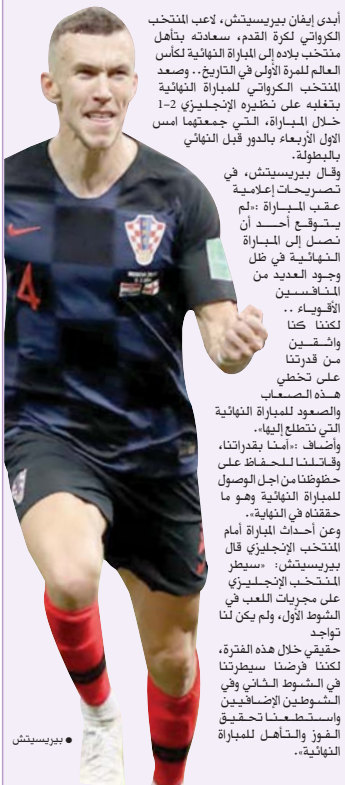 أبدى إيفان بيريسيتش، لاعب المنتخب
الكرواتي لكرة القدم، سعادته بتأهل
منتخب بلاده إلى المباراة النهائية لكأس
العالم للمرة الأولى في التاريخ.. وصعد
المنتخب الكرواتي للمباراة النهائية
بتغلبه على نظيره الإنجليزي 2-1
خلال المباراة، التي جمعتهما امس
الاول الأربعاء بالدور قبل النهائي
بالبطولة.
وقال بيريسيتش، في
تصريحات إعلامية
عقب المباراة :«لم
يتوقع أحد أن
نصل إلى المباراة
النهائية في ظل
وجود العديد من
المنافسين
الأقوياء ..
لكننا كنا
واثقين
من قدرتنا
على تخطي
هذه الصعاب
والصعود للمباراة النهائية
التي نتطلع إليها».
وأضاف :«آمنا بقدراتنا،
وقاتلنا للحفاظ على
حظوظنا من اجل الوصول
للمباراة النهائية وهو ما
حققناه في النهاية».
وعن أحداث المباراة أمام
المنتخب الإنجليزي قال
بيريسيتش: «سيطر
المنتخب الإنجليزي
على مجريات اللعب في
الشوط الأول، ولم يكن لنا
تواجد
حقيقي خلال هذه الفترة،
لكننا فرضنا سيطرتنا
في الشوط الثاني وفي
الشوطين الإضافيين
واستطعنا تحقيق
الفوز والتأهل للمباراة
النهائية».
● بيريسيتش
4